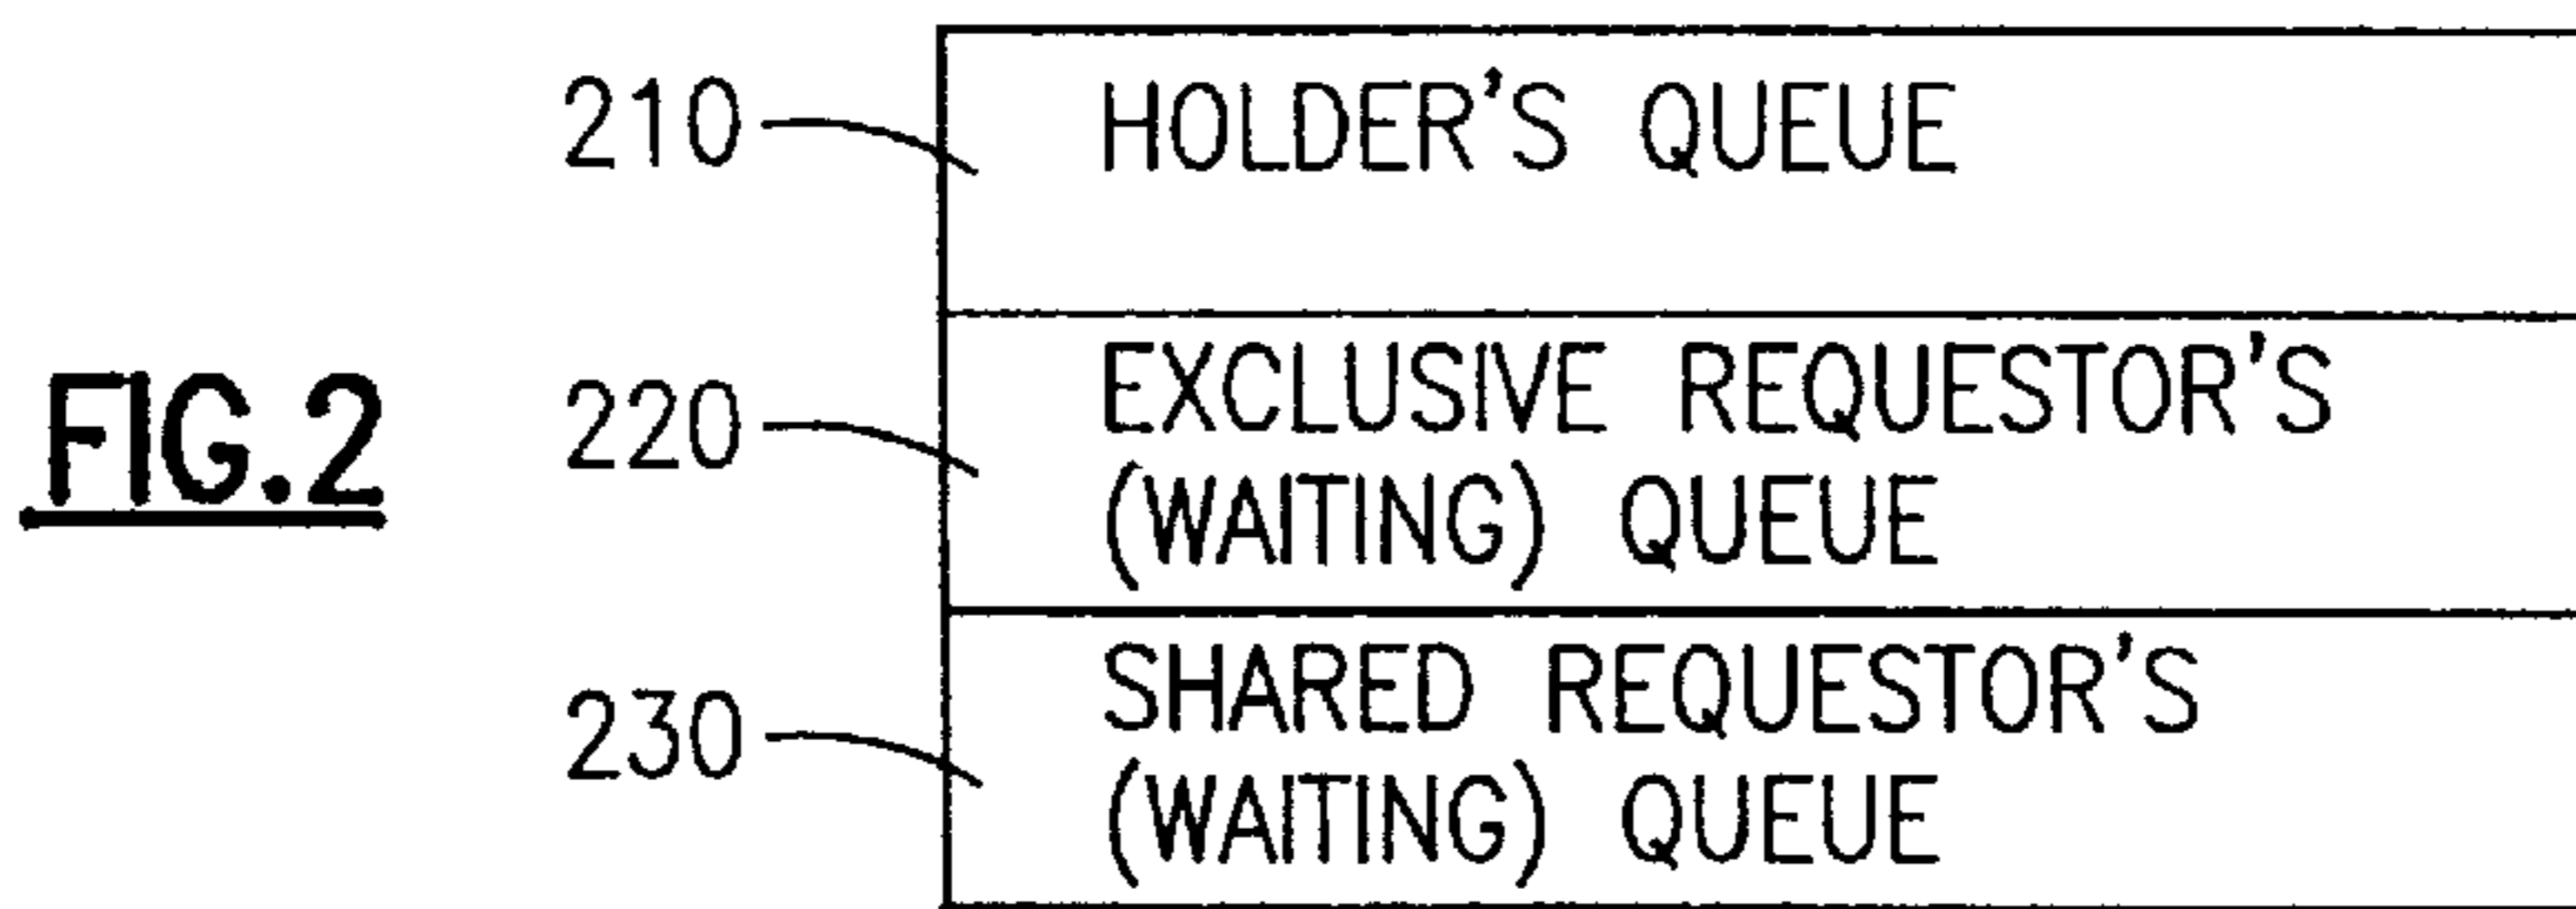 210 HOLDER'S QUEUE
FIG.2
220 EXCLUSIVE REQUESTOR'S
(WAITING) QUEUE
230 SHARED REQUESTOR'S
(WAITING) QUEUE